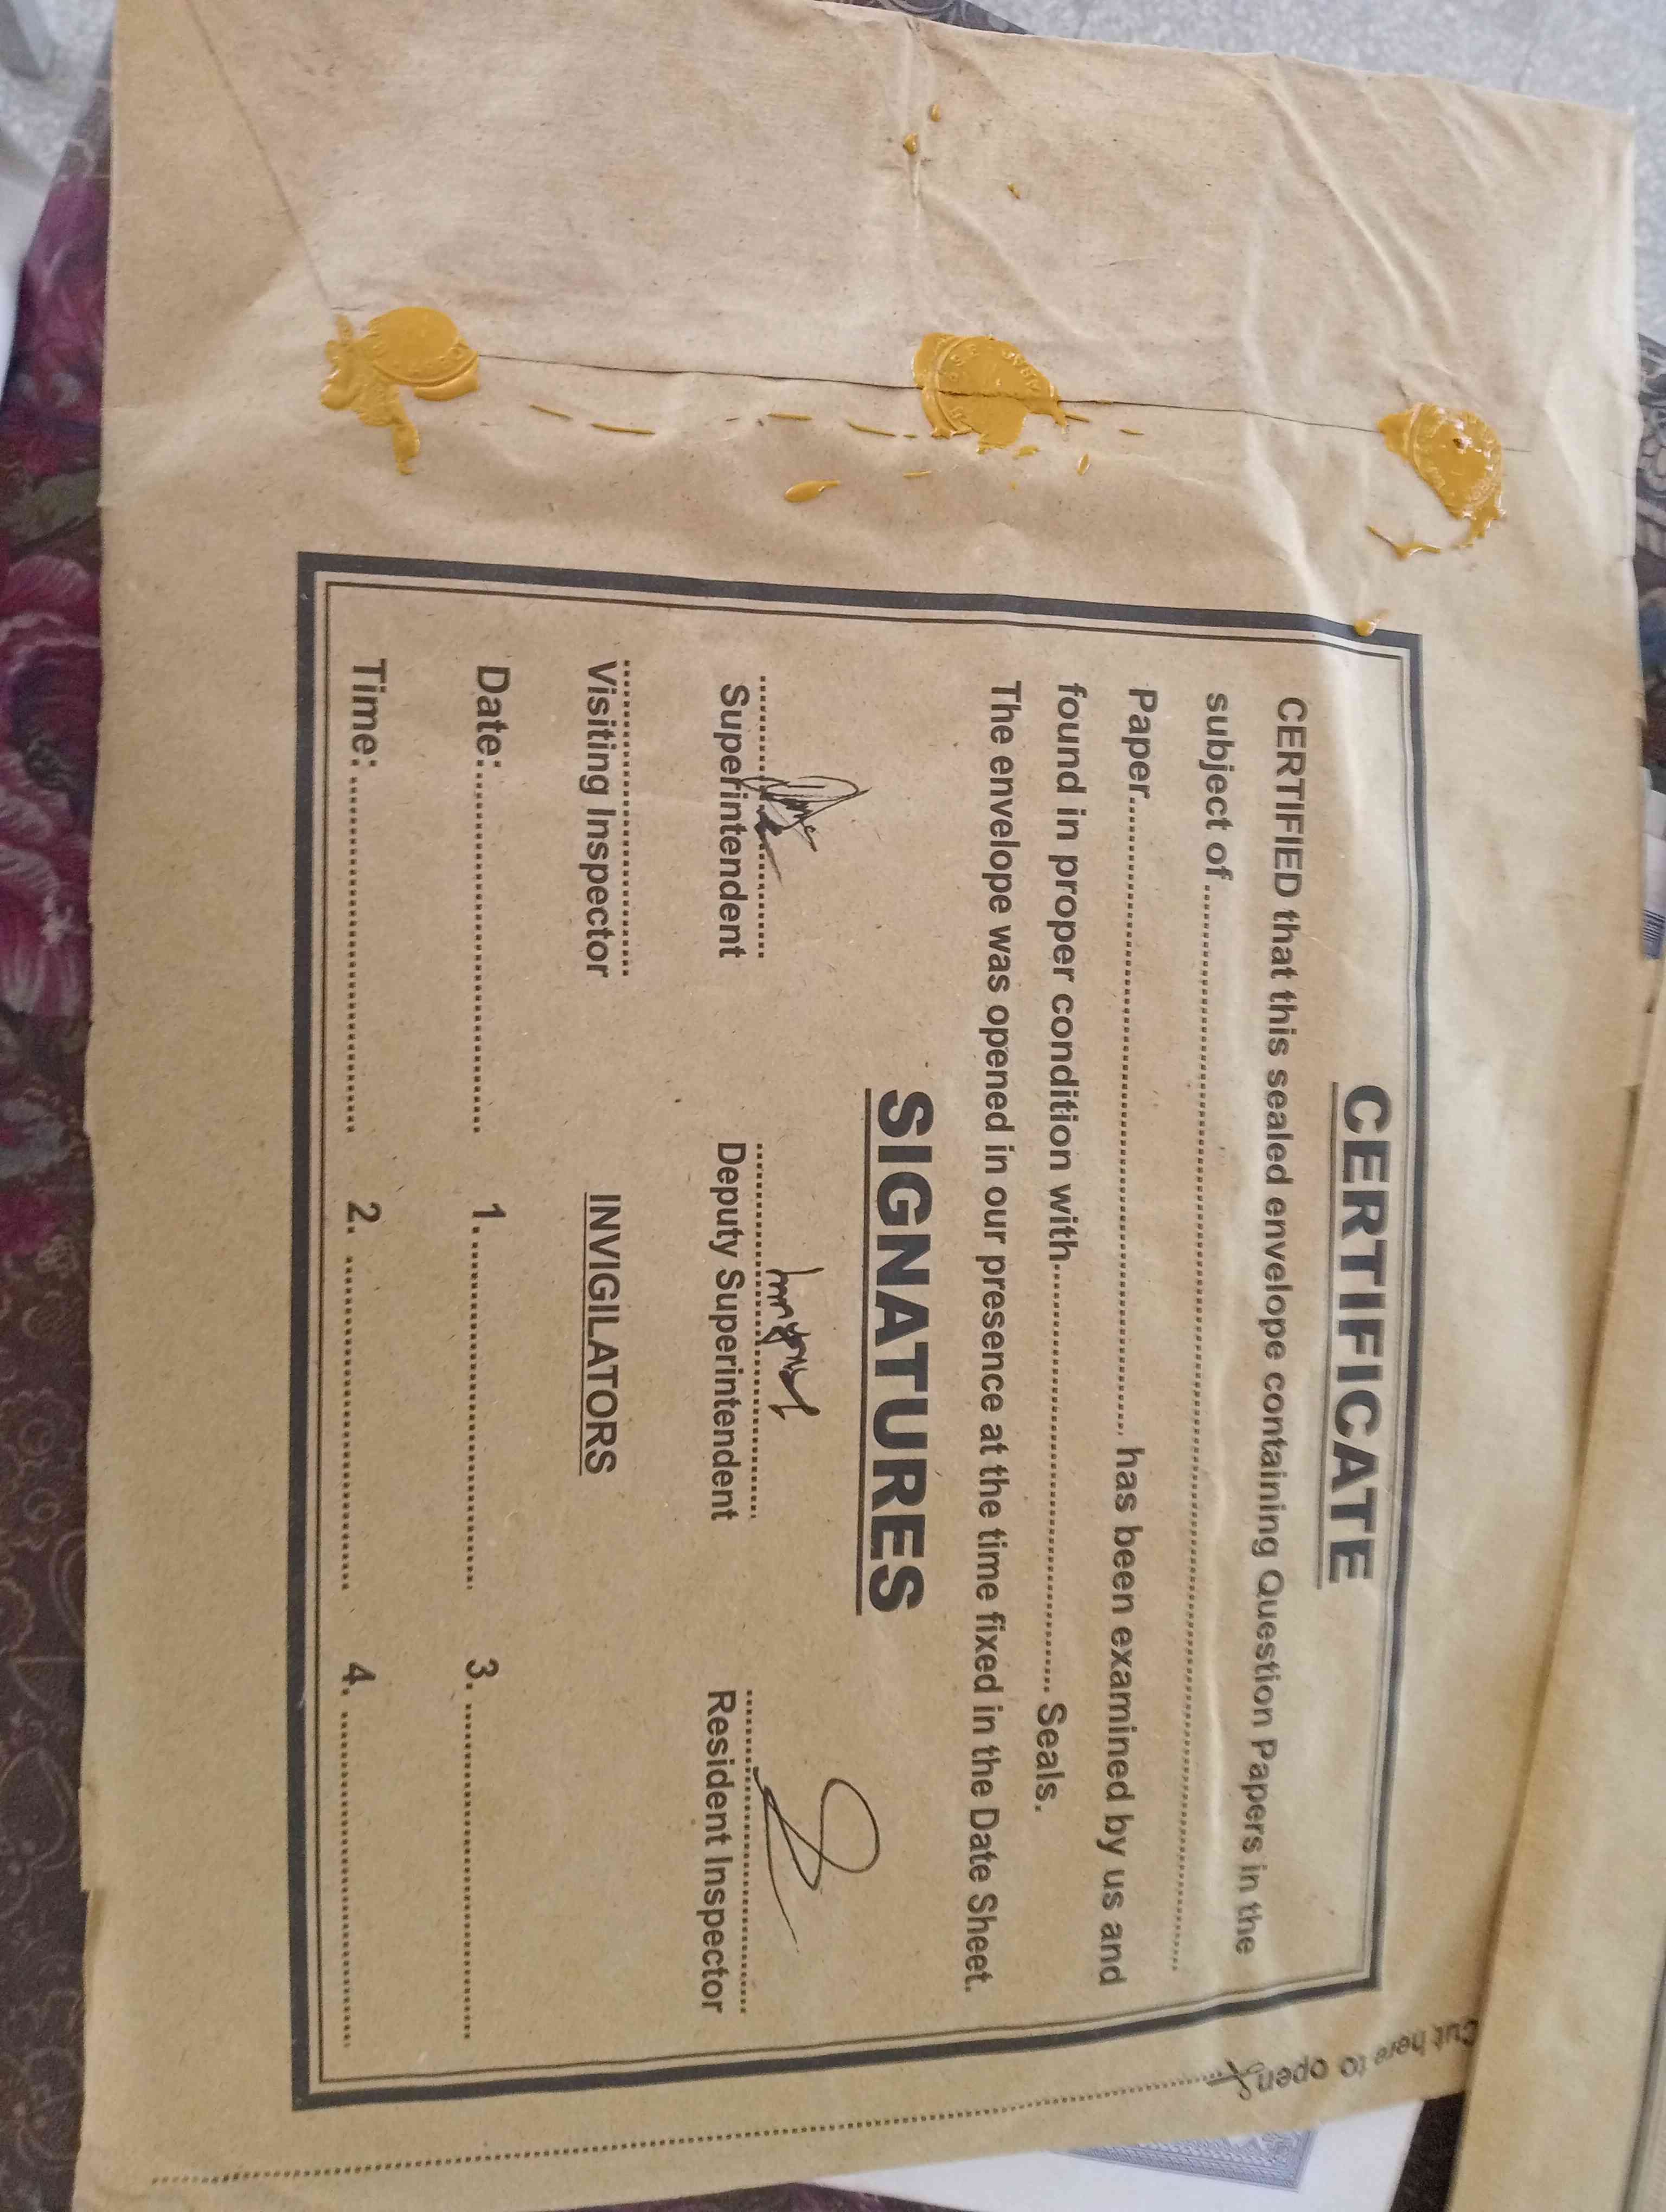 CERTIFICATE
CERTIFIED that this sealed envelope containing Question Papers in the
subject of..............................
Paper.............................. has been examined by us and
found in proper condition with.............................. Seals.
The envelope was opened in our presence at the time fixed in the Date Sheet.
SIGNATURES
Superintendent Deputy Superintendent Resident Inspector
Visiting Inspector INVIGILATORS
Date:.............................. 1............................... 3. ..............................
Time:.............................. 2. .............................. 4. ..............................
Cut here to open